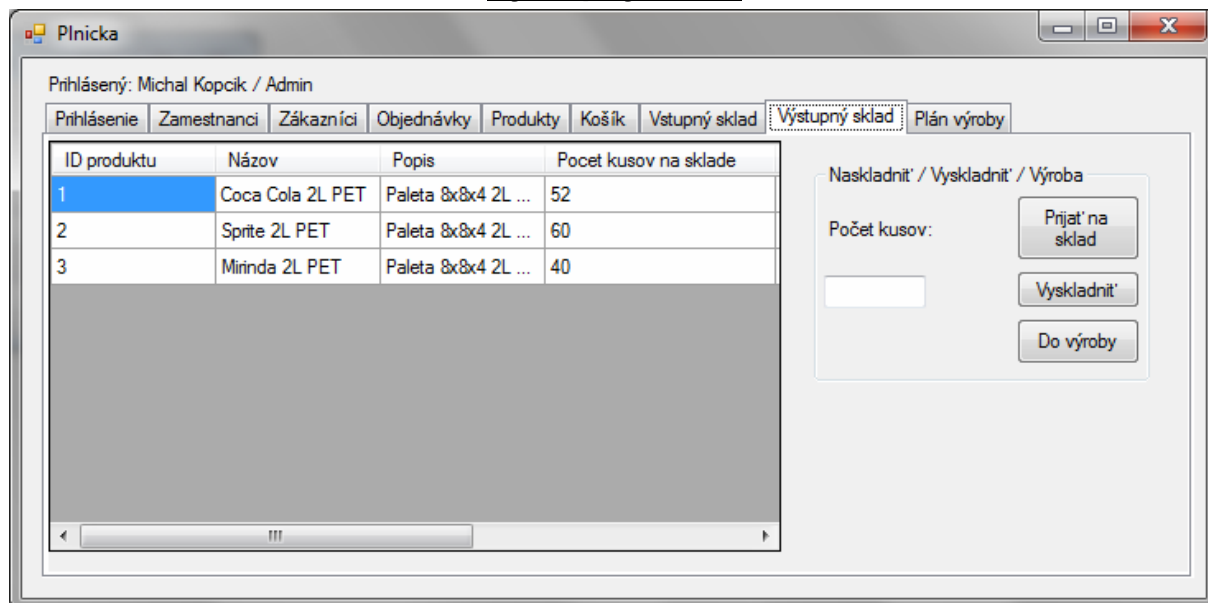 Plnicka
Prihlásený: Michal Kopcik / Admin
Prihlásenie Zamestnanci Zákazníci Objednávky Produkty Košík Vstupný sklad Výstupný sklad Plán výroby
ID produktu Názov Popis Pocet kusov na sklade
1 Coca Cola 2L PET Paleta 8x8x4 2L ... 52
2 Sprite 2L PET Paleta 8x8x4 2L ... 60
3 Mirinda 2L PET Paleta 8x8x4 2L ... 40
Naskladniť / Vyskladniť / Výroba
Počet kusov:
Prijať na
sklad
Vyskladniť
Do výroby